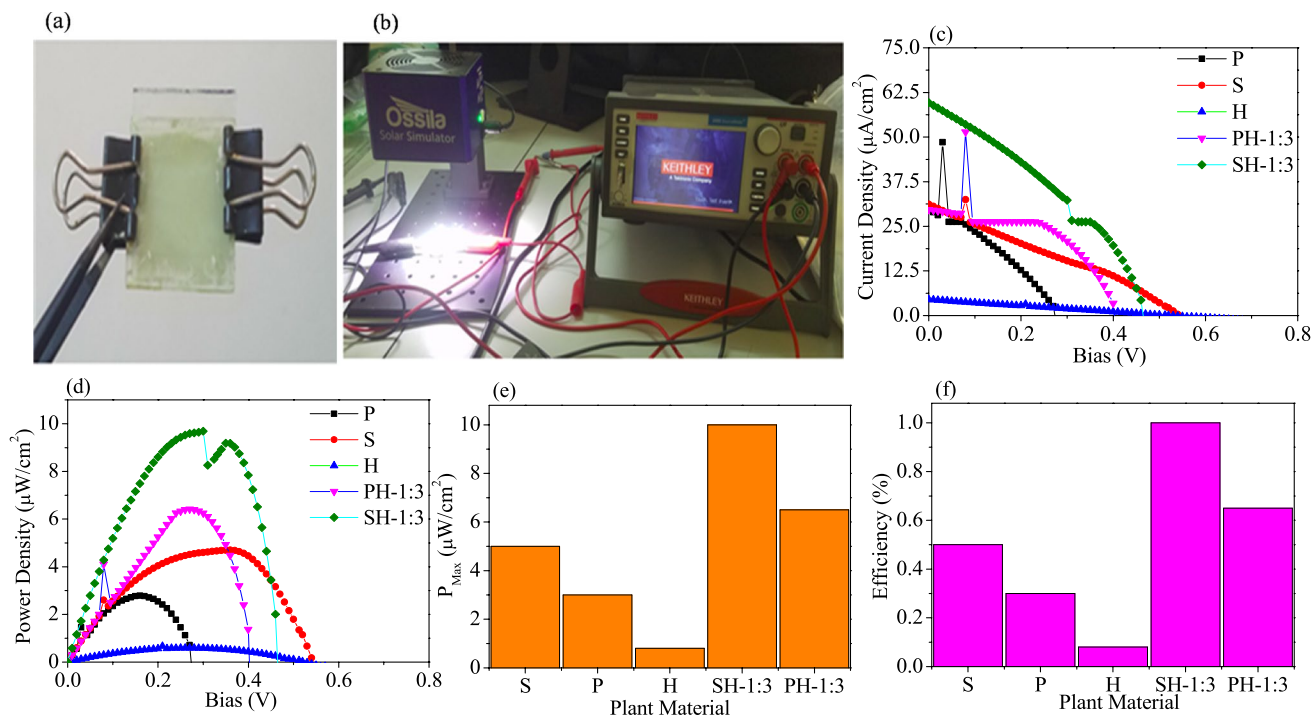 (a)
(b)
Ossila
Solar Simulator
KEITHLEY
A Tektronix Company
KEITHLEY
(c)
75.0
62.5
50.0
37.5
25.0
12.5
0.0
0.0 0.2 0.4 0.6 0.8
Current Density (µA/cm²)
Bias (V)
P
S
H
PH-1:3
SH-1:3
(d)
10
8
6
4
2
0
0.0 0.2 0.4 0.6 0.8
Power Density (µW/cm²)
Bias (V)
P
S
H
PH-1:3
SH-1:3
(e)
10
8
6
4
2
0
P Max (µW/cm²)
S P H SH-1:3 PH-1:3
Plant Material
(f)
1.0
0.8
0.6
0.4
0.2
0.0
Efficiency (%)
S P H SH-1:3 PH-1:3
Plant Material